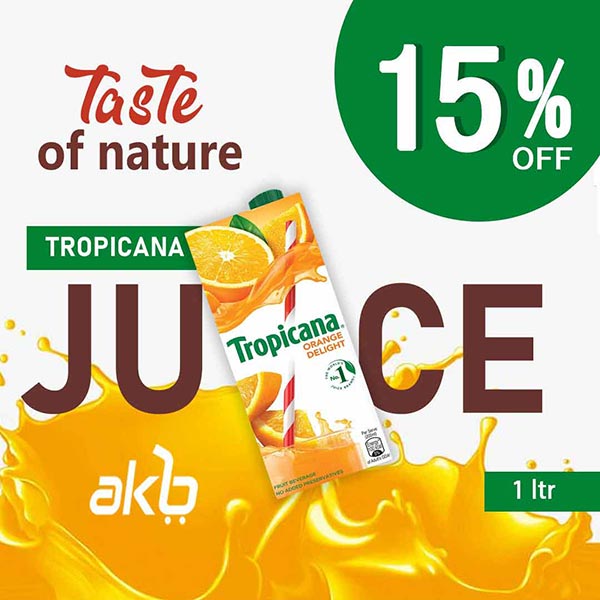 15%
OFF
Taste
of nature
TROPICANA
JU CE
Tropicana
ORANGE
DELIGHT
No. 1
FRUIT BEVERAGE
NO ADDED PRESERVATIVES
akb
1 ltr